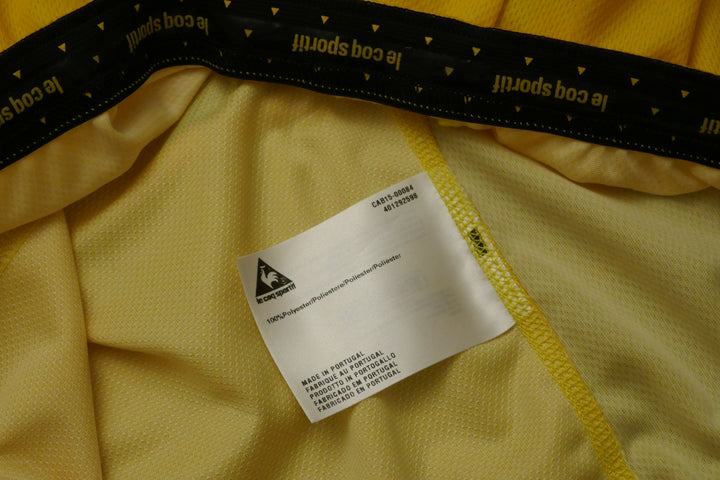 le coq sportif
le coq sportif
le coq sportif
le coq sportif
CAB15-00084
401292598
le coq sportif
100%Polyester/Poliestere/Poliester/Poliéster
MADE IN PORTUGAL
FABRIQUE AU PORTUGAL
PRODOTTO IN PORTOGALLO
FABRICADO EM PORTUGAL
FABRICADO EN PORTUGAL